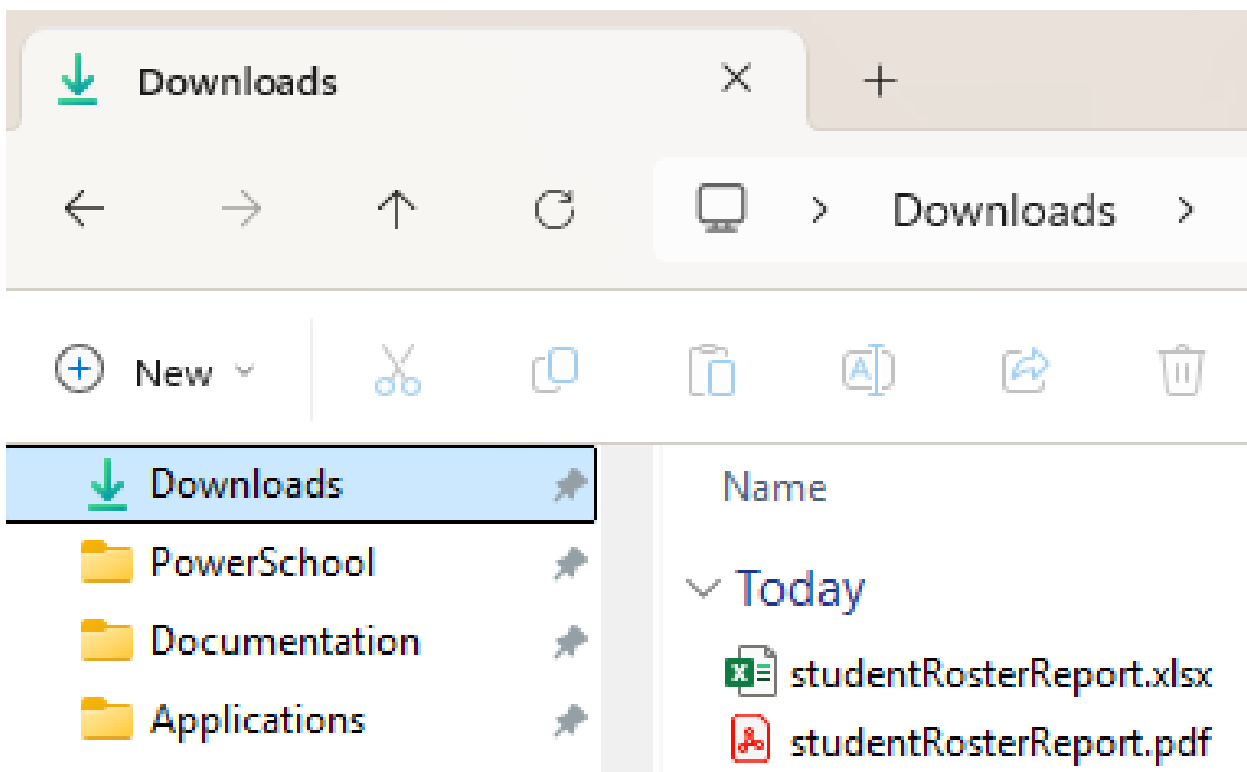 Downloads
Downloads
New
Downloads
PowerSchool
Documentation
Applications
Name
Today
studentRosterReport.xlsx
studentRosterReport.pdf